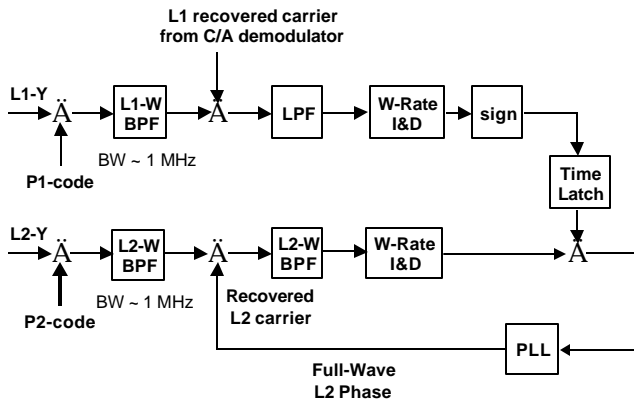 L1 recovered carrier
from C/A demodulator
L1-Y
Ä
L1-W
BPF
Ä
LPF
W-Rate
I&D
sign
BW ~ 1 MHz
P1-code
Time
Latch
L2-Y
Ä
L2-W
BPF
Ä
L2-W
BPF
W-Rate
I&D
Ä
BW ~ 1 MHz
P2-code
Recovered
L2 carrier
PLL
Full-Wave
L2 Phase